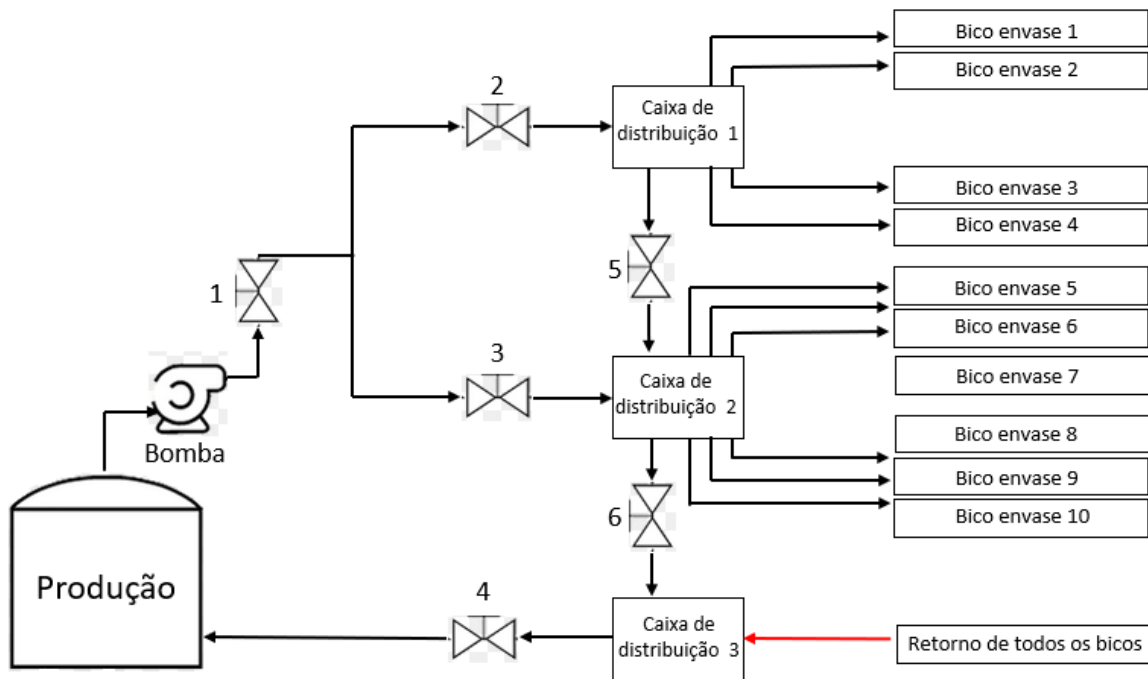 Bico envase 1
Bico envase 2
2
Caixa de
distribuição 1
Bico envase 3
Bico envase 4
1
5
Bico envase 5
Bico envase 6
3
Caixa de
distribuição 2
Bico envase 7
Bomba
Bico envase 8
Bico envase 9
Bico envase 10
6
Produção
4
Caixa de
distribuição 3
Retorno de todos os bicos